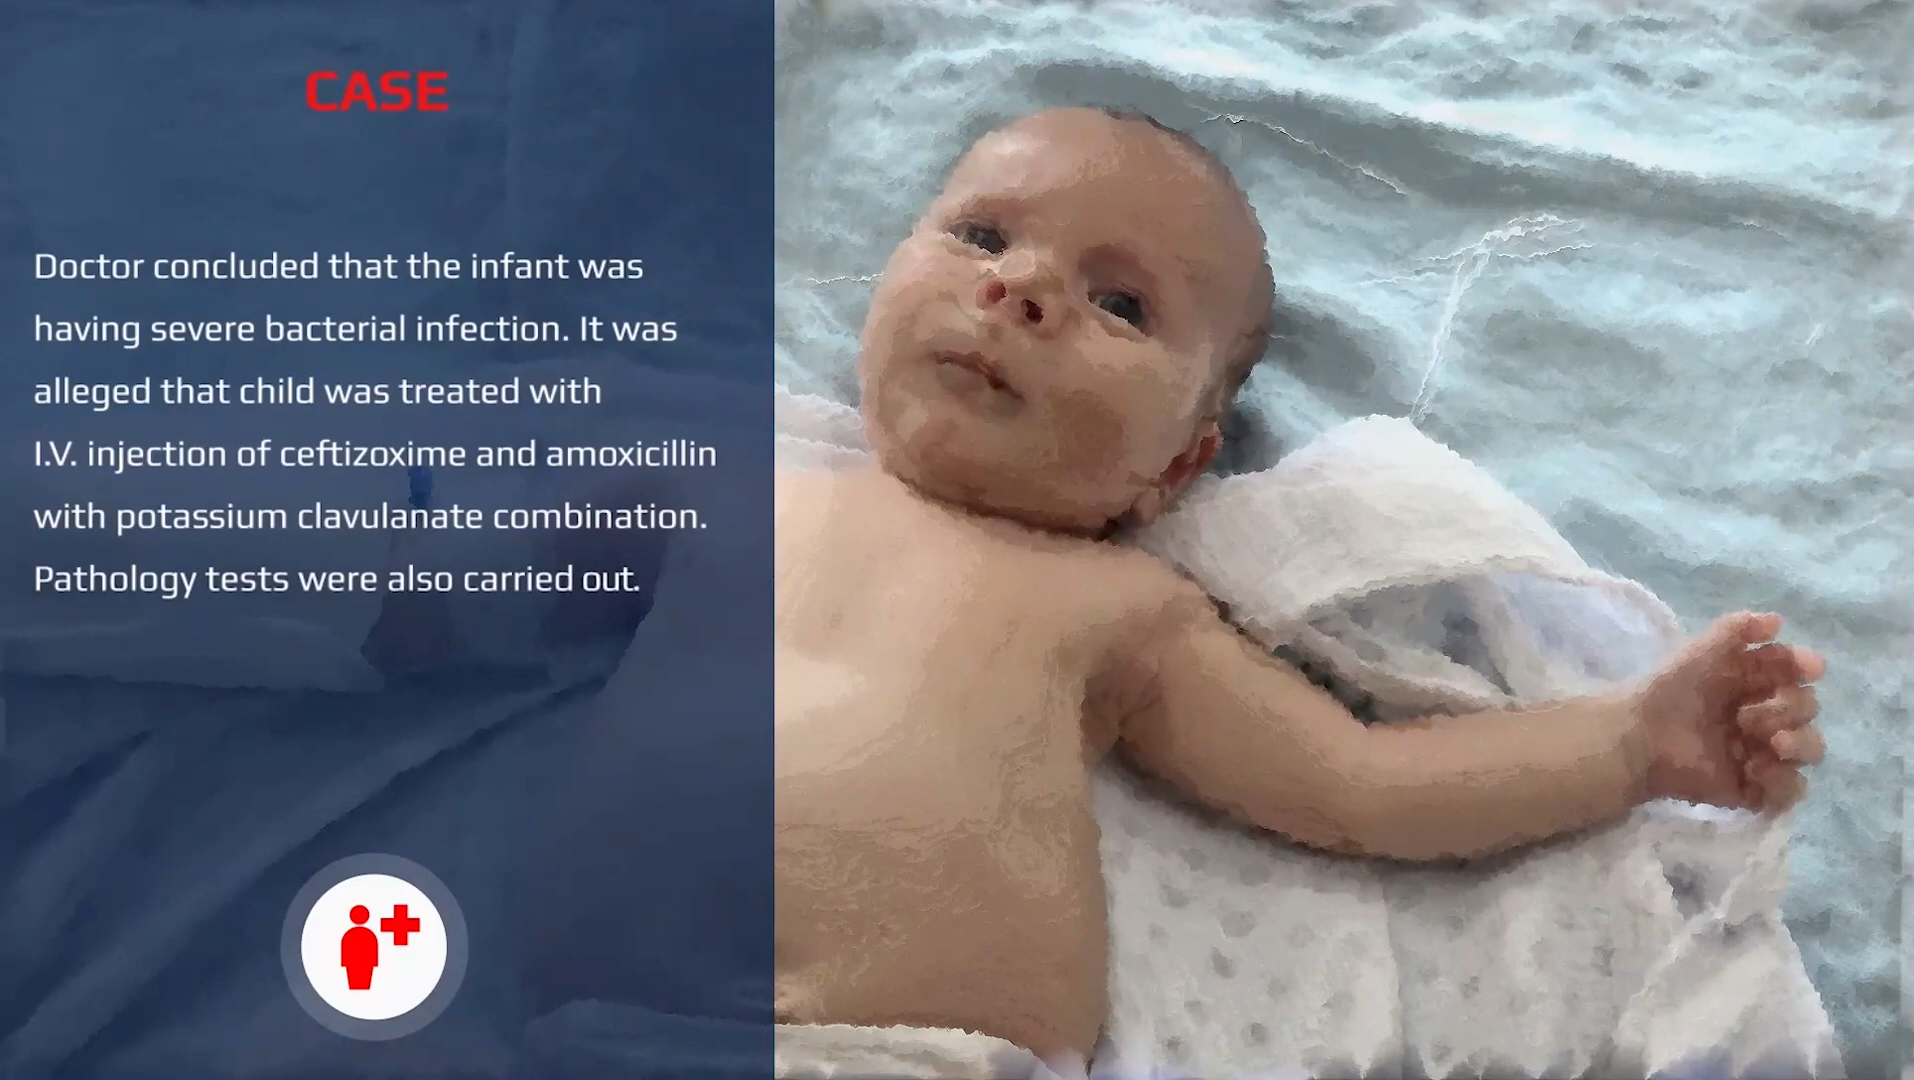 CASE
Doctor concluded that the infant was
having severe bacterial infection. It was
alleged that child was treated with
I.V. injection of ceftizoxime and amoxicillin
with potassium clavulanate combination.
Pathology tests were also carried out.